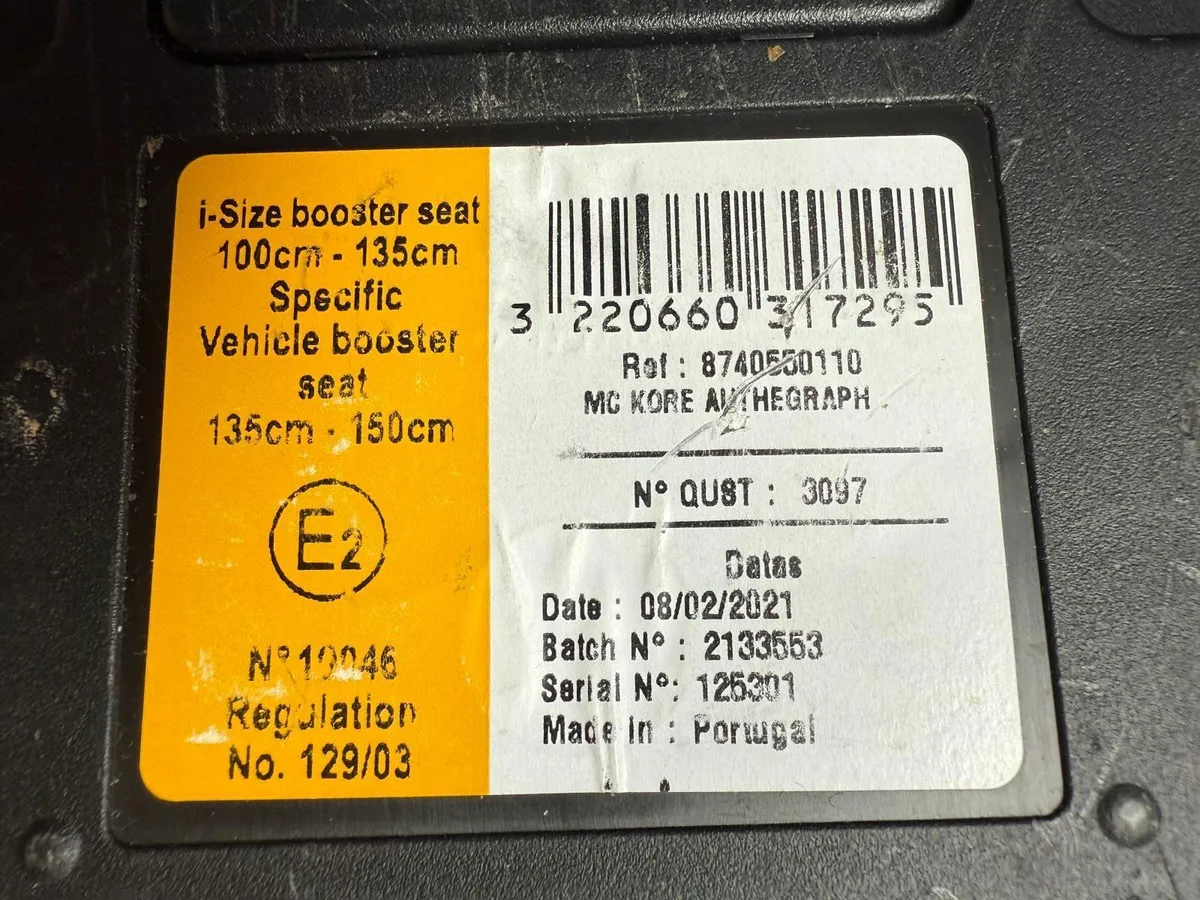 i-Size booster seat
100cm - 135cm
Specific
Vehicle booster
seat
135cm - 150cm
E2
N° 10046
Regulation
No. 129/03
3 220660 317295
Ref : 8740550110
MC KORE AUTHEGRAPH
N° QUST : 3097
Datas
Date : 08/02/2021
Batch N° : 2133553
Serial N°: 125301
Made In : Portugal